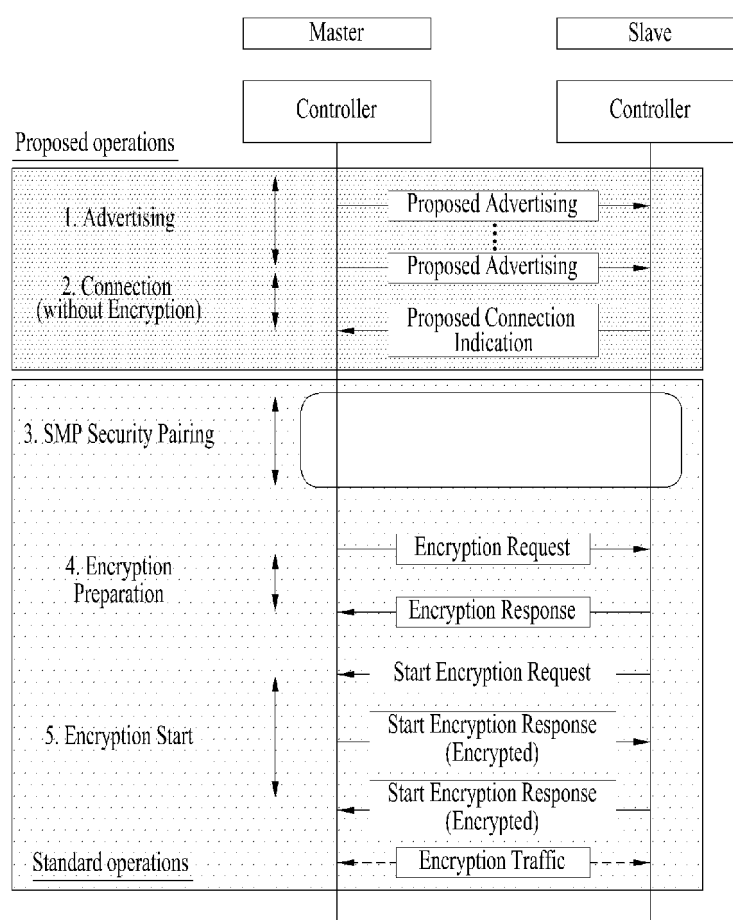 Master
Slave
Controller
Controller
Proposed operations
Proposed Advertising
1. Advertising
Proposed Advertising
2. Connection
(without Encryption)
Proposed Connection
Indication
3. SMP Security Pairing
Encryption Request
4. Encryption
Preparation
Encryption Response
Start Encryption Request
5. Encryption Start
Start Encryption Response
(Encrypted)
Start Encryption Response
(Encrypted)
Standard operations
Encryption Traffic